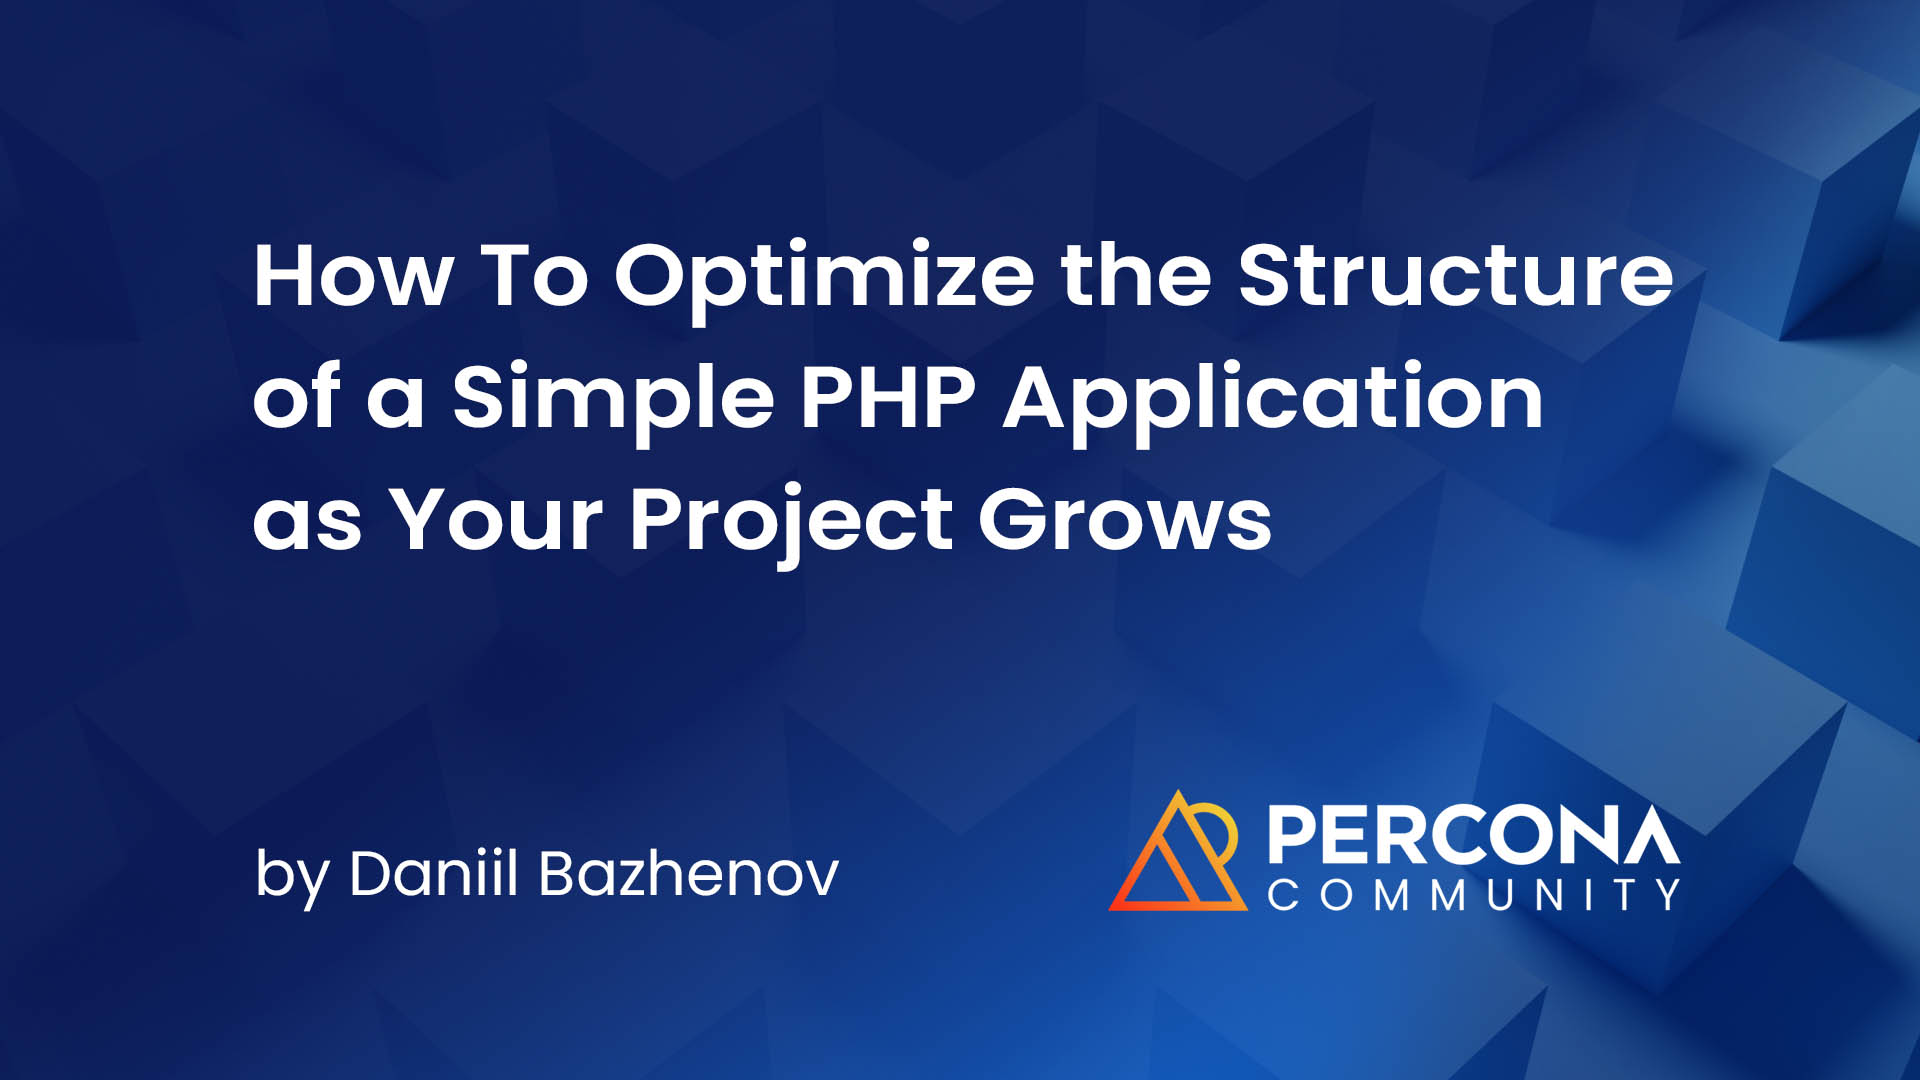 How To Optimize the Structure
of a Simple PHP Application
as Your Project Grows
by Daniil Bazhenov
PERCONA
COMMUNITY